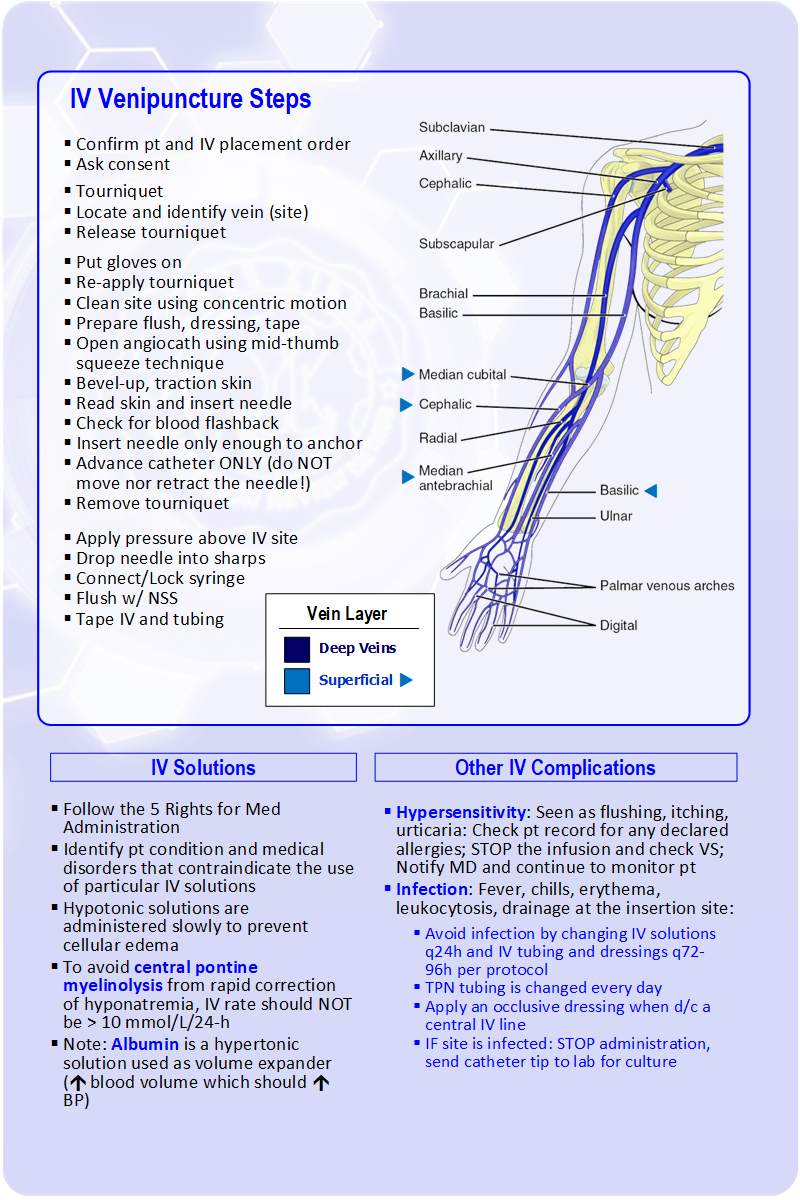 IV Venipuncture Steps
▪ Confirm pt and IV placement order
▪ Ask consent
▪ Tourniquet
▪ Locate and identify vein (site)
▪ Release tourniquet
▪ Put gloves on
▪ Re-apply tourniquet
▪ Clean site using concentric motion
▪ Prepare flush, dressing, tape
▪ Open angiocath using mid-thumb
squeeze technique
▪ Bevel-up, traction skin
▪ Read skin and insert needle
▪ Check for blood flashback
▪ Insert needle only enough to anchor
▪ Advance catheter ONLY (do NOT
move nor retract the needle!)
▪ Remove tourniquet
▪ Apply pressure above IV site
▪ Drop needle into sharps
▪ Connect/Lock syringe
▪ Flush w/ NSS
▪ Tape IV and tubing
Subclavian
Axillary
Cephalic
Subscapular
Brachial
Basilic
Median cubital
Cephalic
Radial
Median
antebrachial
Basilic
Ulnar
Palmar venous arches
Digital
Vein Layer
Deep Veins
Superficial
IV Solutions
▪ Follow the 5 Rights for Med
Administration
▪ Identify pt condition and medical
disorders that contraindicate the use
of particular IV solutions
▪ Hypotonic solutions are
administered slowly to prevent
cellular edema
▪ To avoid central pontine
myelinolysis from rapid correction
of hyponatremia, IV rate should NOT
be > 10 mmol/L/24-h
▪ Note: Albumin is a hypertonic
solution used as volume expander
(🡹 blood volume which should 🡹
BP)
Other IV Complications
▪ Hypersensitivity: Seen as flushing, itching,
urticaria: Check pt record for any declared
allergies; STOP the infusion and check VS;
Notify MD and continue to monitor pt
▪ Infection: Fever, chills, erythema,
leukocytosis, drainage at the insertion site:
▪ Avoid infection by changing IV solutions
q24h and IV tubing and dressings q72-
96h per protocol
▪ TPN tubing is changed every day
▪ Apply an occlusive dressing when d/c a
central IV line
▪ IF site is infected: STOP administration,
send catheter tip to lab for culture